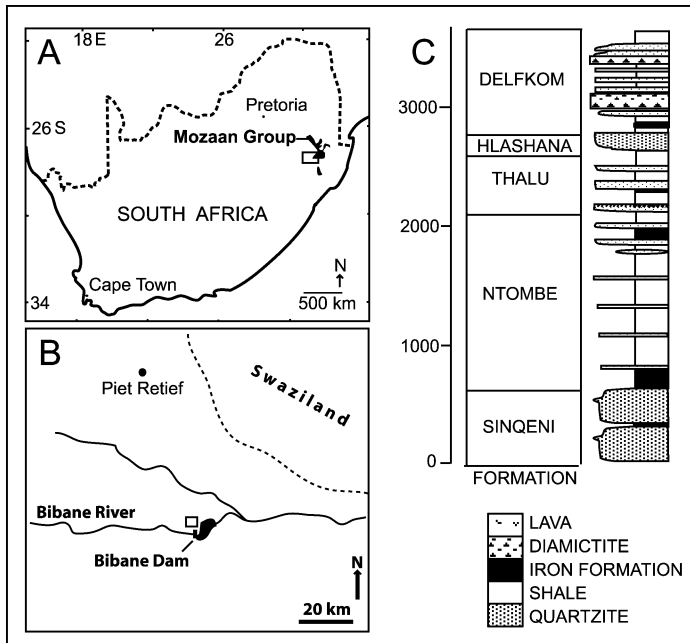 A
18 E
26
Pretoria
26 S
Mozaan Group
SOUTH AFRICA
Cape Town
N
500 km
34
B
Piet Retief
Swaziland
Bibane River
Bibane Dam
N
20 km
C
DELFKOM
3000
HLASHANA
THALU
2000
NTOMBE
1000
SINQENI
0
FORMATION
LAVA
DIAMICTITE
IRON FORMATION
SHALE
QUARTZITE